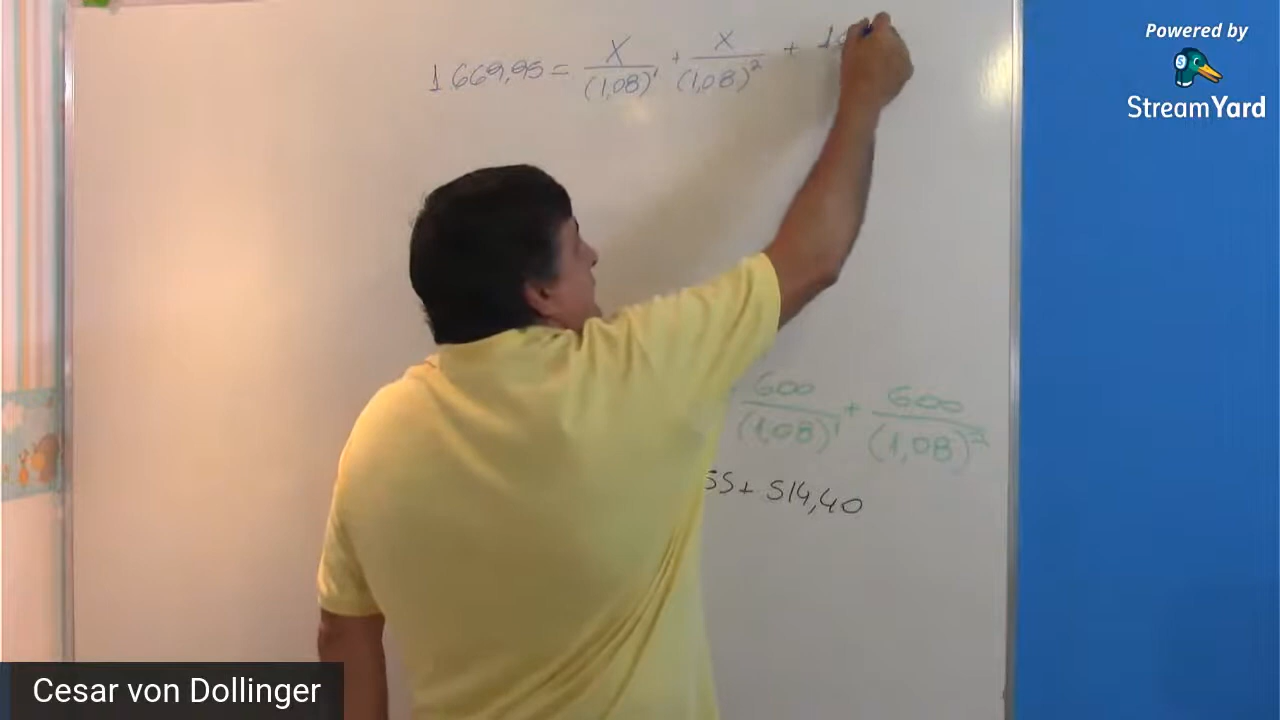 Powered by
StreamYard
1.669,95 = X/(1,08)¹ + X/(1,08)² +
600/(1,08)¹ + 600/(1,08)²
55 + 514,40
Cesar von Dollinger